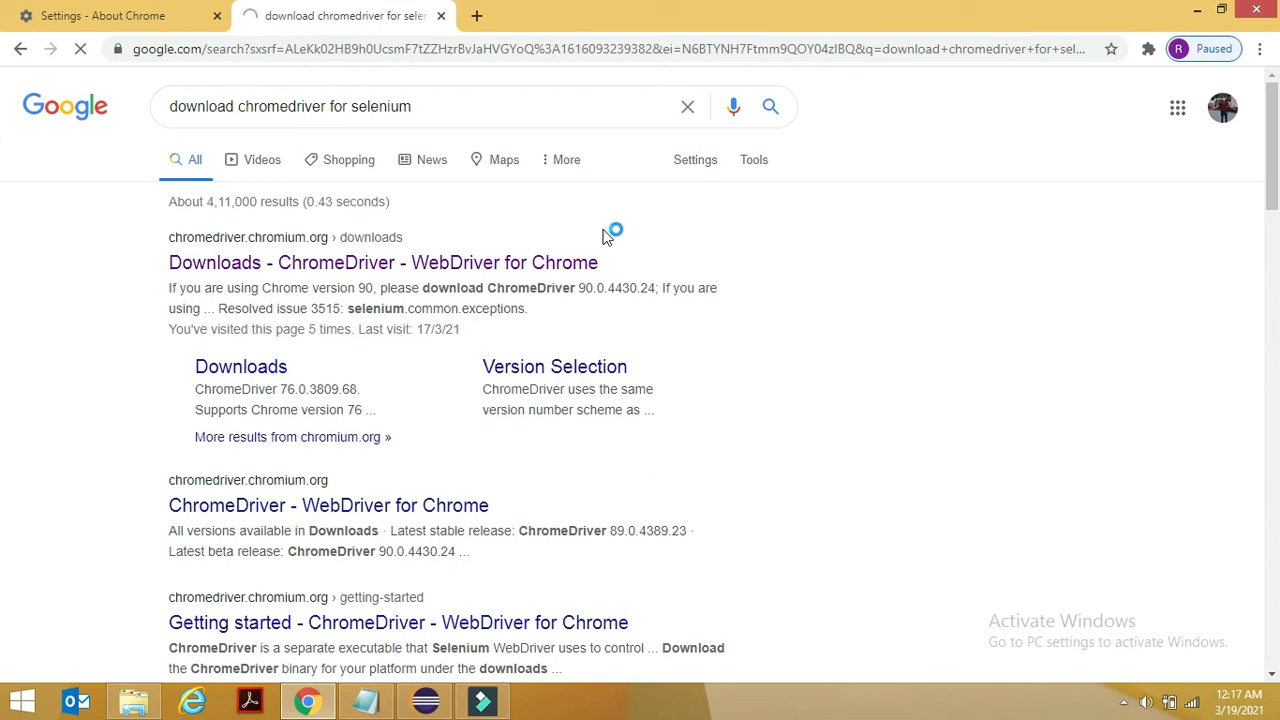 Settings - About Chrome
download chromedriver for selen
google.com/search?sxsrf=ALeKk02HB9h0UcsmF7tZZHzrBvJaHVGYoQ%3A1616093239382&ei=N6BTYNH7Ftmm9QOY04zIBQ&q=download+chromedriver+for+sel...
R Paused
Google
download chromedriver for selenium
All Videos Shopping News Maps More Settings Tools
About 4,11,000 results (0.43 seconds)
chromedriver.chromium.org › downloads
Downloads - ChromeDriver - WebDriver for Chrome
If you are using Chrome version 90, please download ChromeDriver 90.0.4430.24; If you are
using ... Resolved issue 3515: selenium.common.exceptions.
You've visited this page 5 times. Last visit: 17/3/21
Downloads Version Selection
ChromeDriver 76.0.3809.68. ChromeDriver uses the same
Supports Chrome version 76 ... version number scheme as ...
More results from chromium.org »
chromedriver.chromium.org
ChromeDriver - WebDriver for Chrome
All versions available in Downloads · Latest stable release: ChromeDriver 89.0.4389.23 ·
Latest beta release: ChromeDriver 90.0.4430.24 ...
chromedriver.chromium.org › getting-started
Getting started - ChromeDriver - WebDriver for Chrome
ChromeDriver is a separate executable that Selenium WebDriver uses to control ... Download
the ChromeDriver binary for your platform under the downloads ...
Activate Windows
Go to PC settings to activate Windows.
12:17 AM
3/19/2021